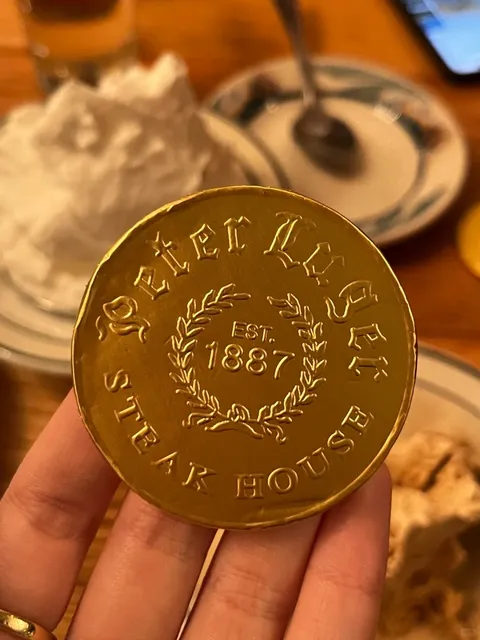 Peter Luger
EST.
1887
STEAK HOUSE